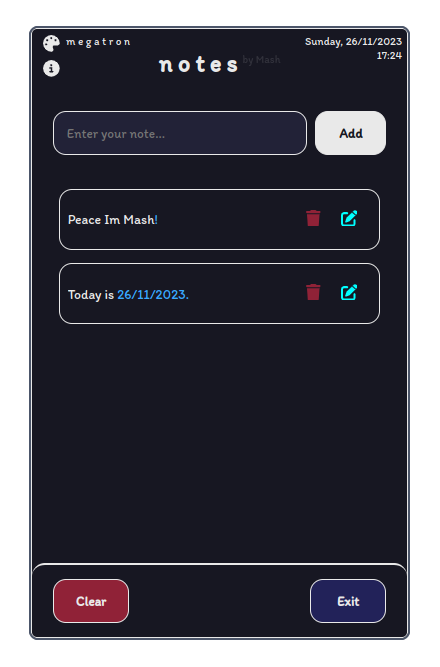 megatron
Sunday, 26/11/2023
17:24
notes by Mash
Enter your note...
Add
Peace Im Mash!
Today is 26/11/2023.
Clear
Exit